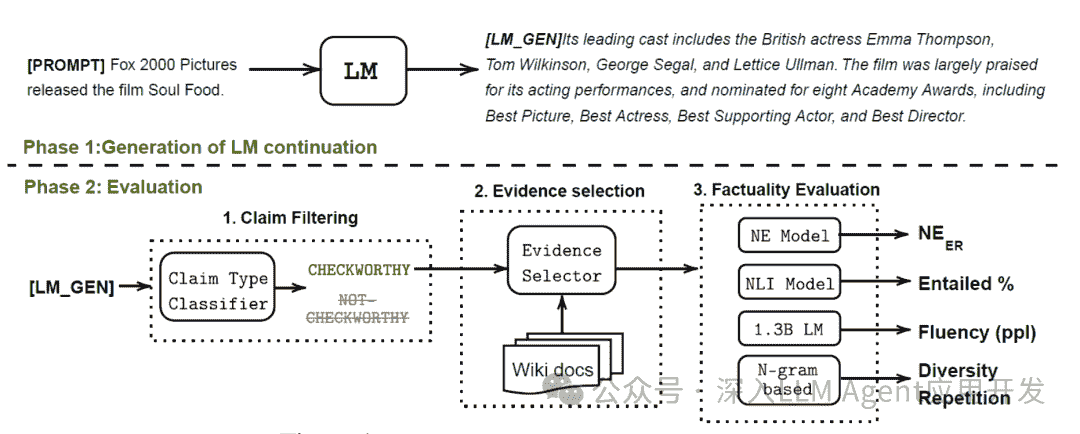 [PROMPT] Fox 2000 Pictures
released the film Soul Food.
LM
[LM_GEN]Its leading cast includes the British actress Emma Thompson,
Tom Wilkinson, George Segal, and Lettice Ullman. The film was largely praised
for its acting performances, and nominated for eight Academy Awards, including
Best Picture, Best Actress, Best Supporting Actor, and Best Director.
Phase 1:Generation of LM continuation
Phase 2: Evaluation
1. Claim Filtering
[LM_GEN]
Claim Type
Classifier
CHECKWORTHY
NOT-
CHECKWORTHY
2. Evidence selection
Evidence
Selector
Wiki docs
3. Factuality Evaluation
NE Model
NE ER
NLI Model
Entailed %
1.3B LM
Fluency (ppl)
N-gram
based
Diversity
Repetition
公众号 · 深入LLM Agent应用开发